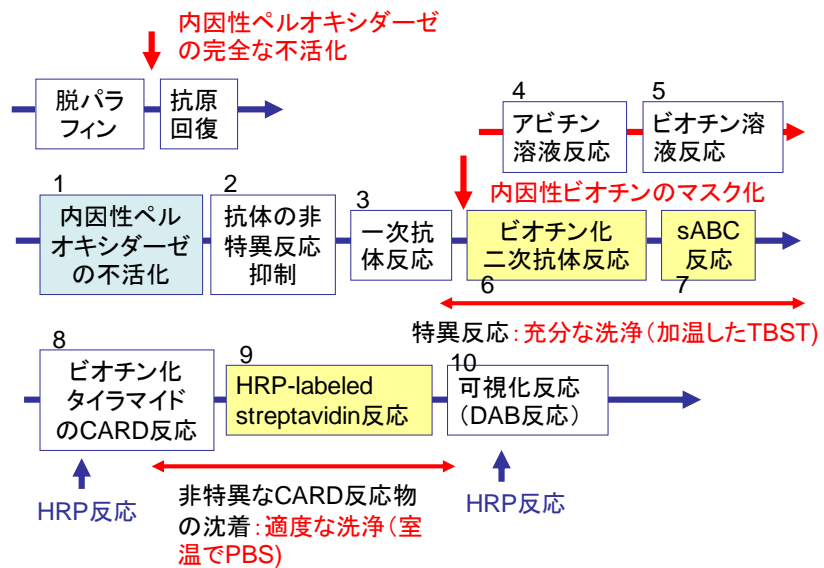 内因性ペルオキシダーゼ
の完全な不活化
脱パラ
フィン
抗原
回復
4
アビチン
溶液反応
5
ビオチン溶
液反応
1
内因性ペル
オキシダーゼ
の不活化
2
抗体の非
特異反応
抑制
3
一次抗
体反応
内因性ビオチンのマスク化
ビオチン化
二次抗体反応
6
sABC
反応
7
特異反応：充分な洗浄（加温したTBST)
8
ビオチン化
タイラマイド
のCARD反応
9
HRP-labeled
streptavidin反応
10
可視化反応
（DAB反応）
HRP反応
非特異なCARD反応物
の沈着：適度な洗浄（室
温でPBS)
HRP反応